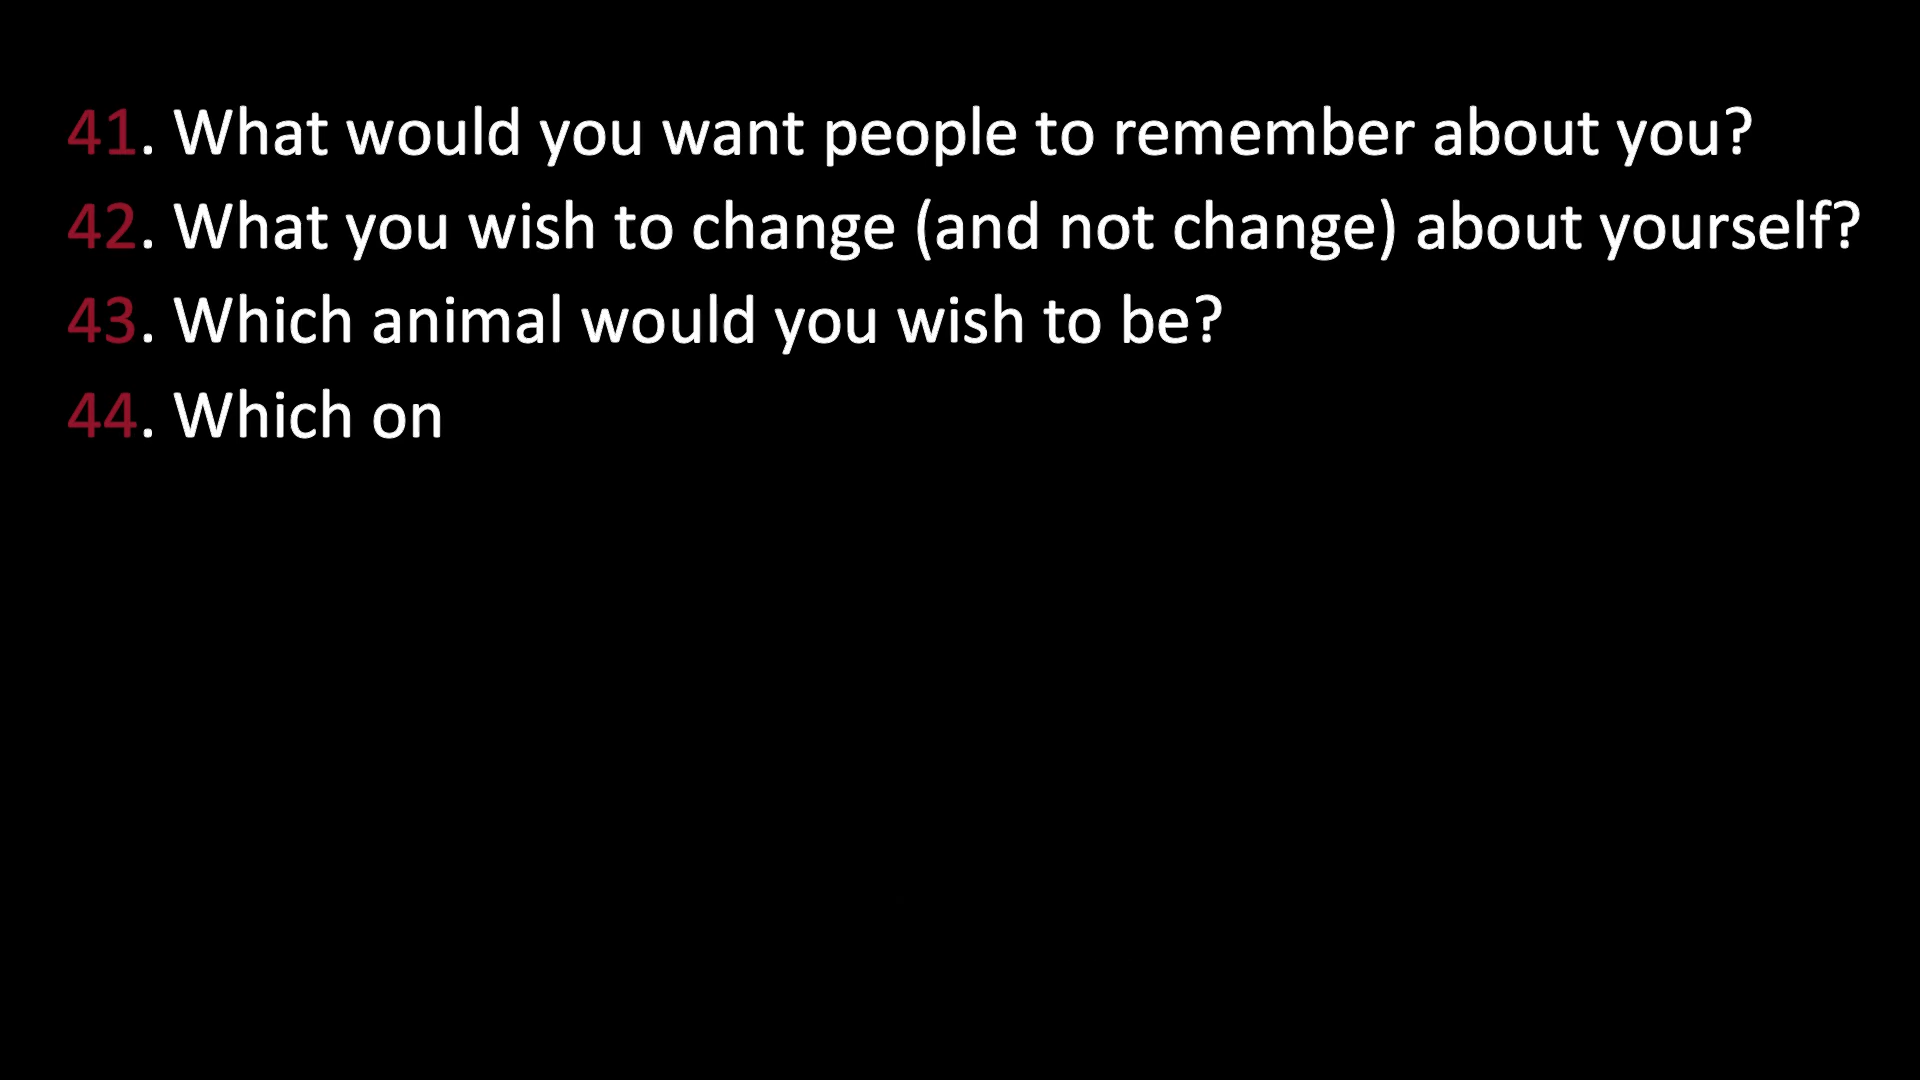 41. What would you want people to remember about you?
42. What you wish to change (and not change) about yourself?
43. Which animal would you wish to be?
44. Which on